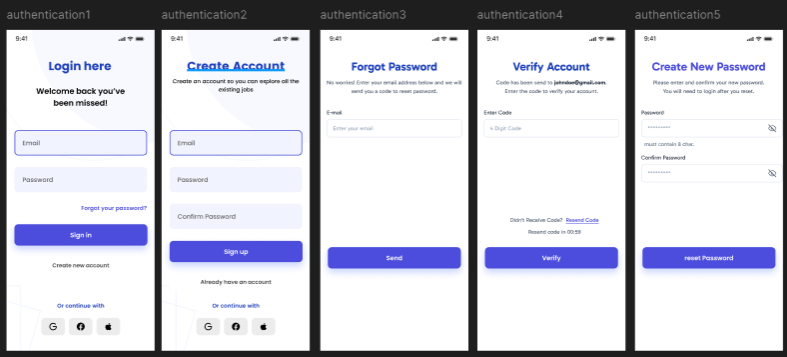 authentication1
9:41
Login here
Welcome back you've
been missed!
Email
Password
Forgot your password?
Sign in
Create new account
Or continue with
G
authentication2
9:41
Create Account
Create an account so you can explore all the
existing jobs
Email
Password
Confirm Password
Sign up
Already have an account
Or continue with
G
authentication3
9:41
Forgot Password
No worries! Enter your email address below and we will
send you a code to reset password.
E-mail
Enter your email
Send
authentication4
9:41
Verify Account
Code has been send to johndoe@gmail.com.
Enter the code to verify your account.
Enter Code
4 Digit Code
Didn't Receive Code? Resend Code
Resend code in 00:59
Verify
authentication5
9:41
Create New Password
Please enter and confirm your new password.
You will need to login after you reset.
Password
must contain 8 char.
Confirm Password
reset Password